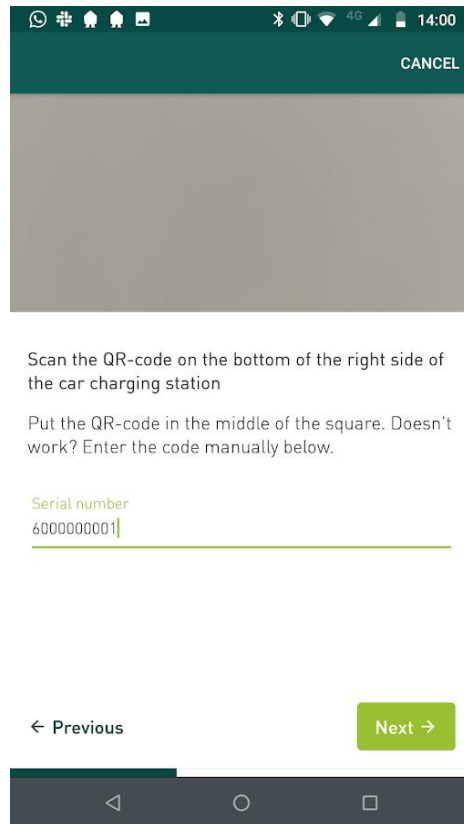 4G 14:00
CANCEL
Scan the QR-code on the bottom of the right side of
the car charging station
Put the QR-code in the middle of the square. Doesn't
work? Enter the code manually below.
Serial number
6000000001
← Previous
Next →